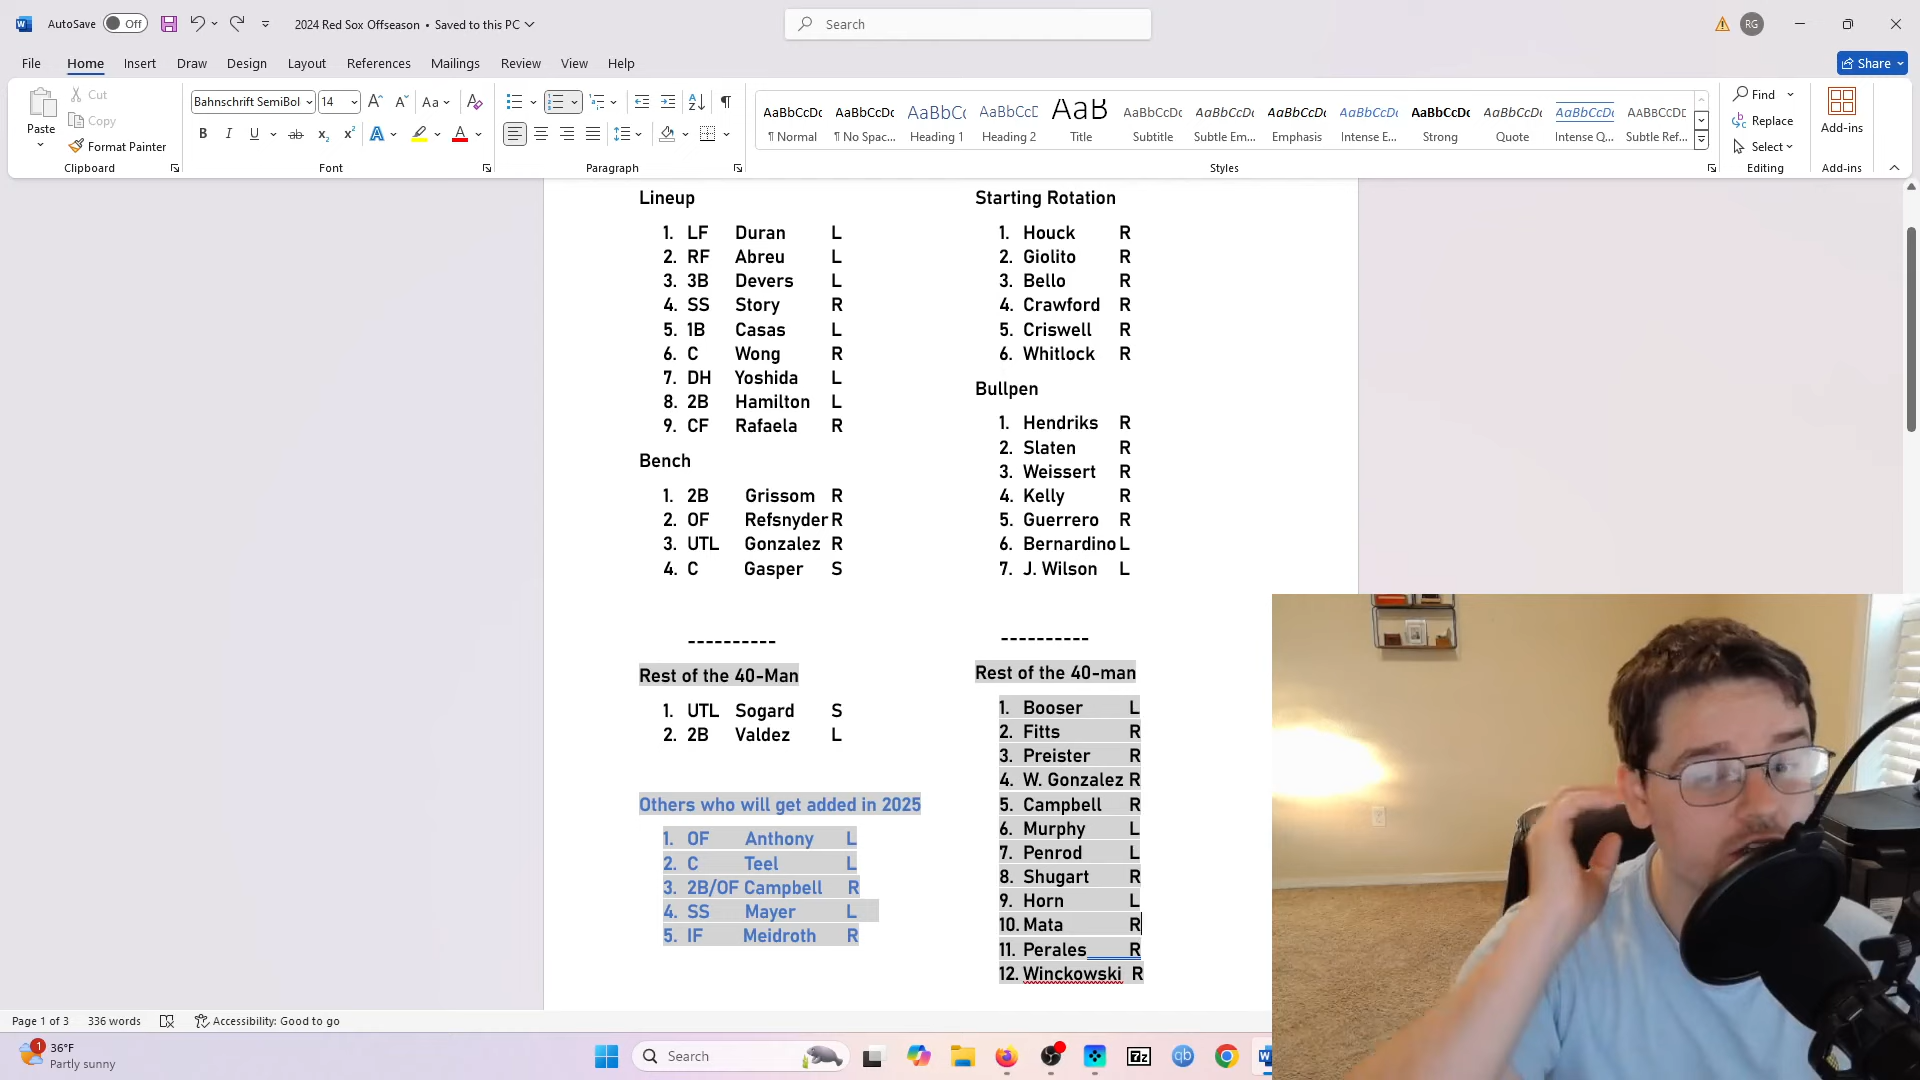 AutoSave
Off
2024 Red Sox Offseason • Saved to this PC
Search
RG
File
Home
Insert
Draw
Design
Layout
References
Mailings
Review
View
Help
Share
Paste
Cut
Copy
Format Painter
Clipboard
Bahnschrift SemiBol
14
Font
Paragraph
AaBbCcDc
¶ Normal
AaBbCcDc
¶ No Spac...
AaBbCc
Heading 1
AaBbCcD
Heading 2
AaB
Title
AaBbCcDc
Subtitle
AaBbCcDc
Subtle Em...
AaBbCcDc
Emphasis
AaBbCcDc
Intense E...
AaBbCcDc
Strong
AaBbCcDc
Quote
AaBbCcDc
Intense Q...
AABBCCDE
Subtle Ref...
Styles
Find
Replace
Select
Editing
Add-ins
Add-ins
Lineup
1. LF Duran L
2. RF Abreu L
3. 3B Devers L
4. SS Story R
5. 1B Casas L
6. C Wong R
7. DH Yoshida L
8. 2B Hamilton L
9. CF Rafaela R
Bench
1. 2B Grissom R
2. OF Refsnyder R
3. UTL Gonzalez R
4. C Gasper S
----------
Rest of the 40-Man
1. UTL Sogard S
2. 2B Valdez L
Others who will get added in 2025
1. OF Anthony L
2. C Teel L
3. 2B/OF Campbell R
4. SS Mayer L
5. IF Meidroth R
Starting Rotation
1. Houck R
2. Giolito R
3. Bello R
4. Crawford R
5. Criswell R
6. Whitlock R
Bullpen
1. Hendriks R
2. Slaten R
3. Weissert R
4. Kelly R
5. Guerrero R
6. Bernardino L
7. J. Wilson L
----------
Rest of the 40-man
1. Booser L
2. Fitts R
3. Preister R
4. W. Gonzalez R
5. Campbell R
6. Murphy L
7. Penrod L
8. Shugart R
9. Horn L
10. Mata R
11. Perales R
12. Winckowski R
Page 1 of 3
336 words
Accessibility: Good to go
1
36°F
Partly sunny
Search
7z
qb